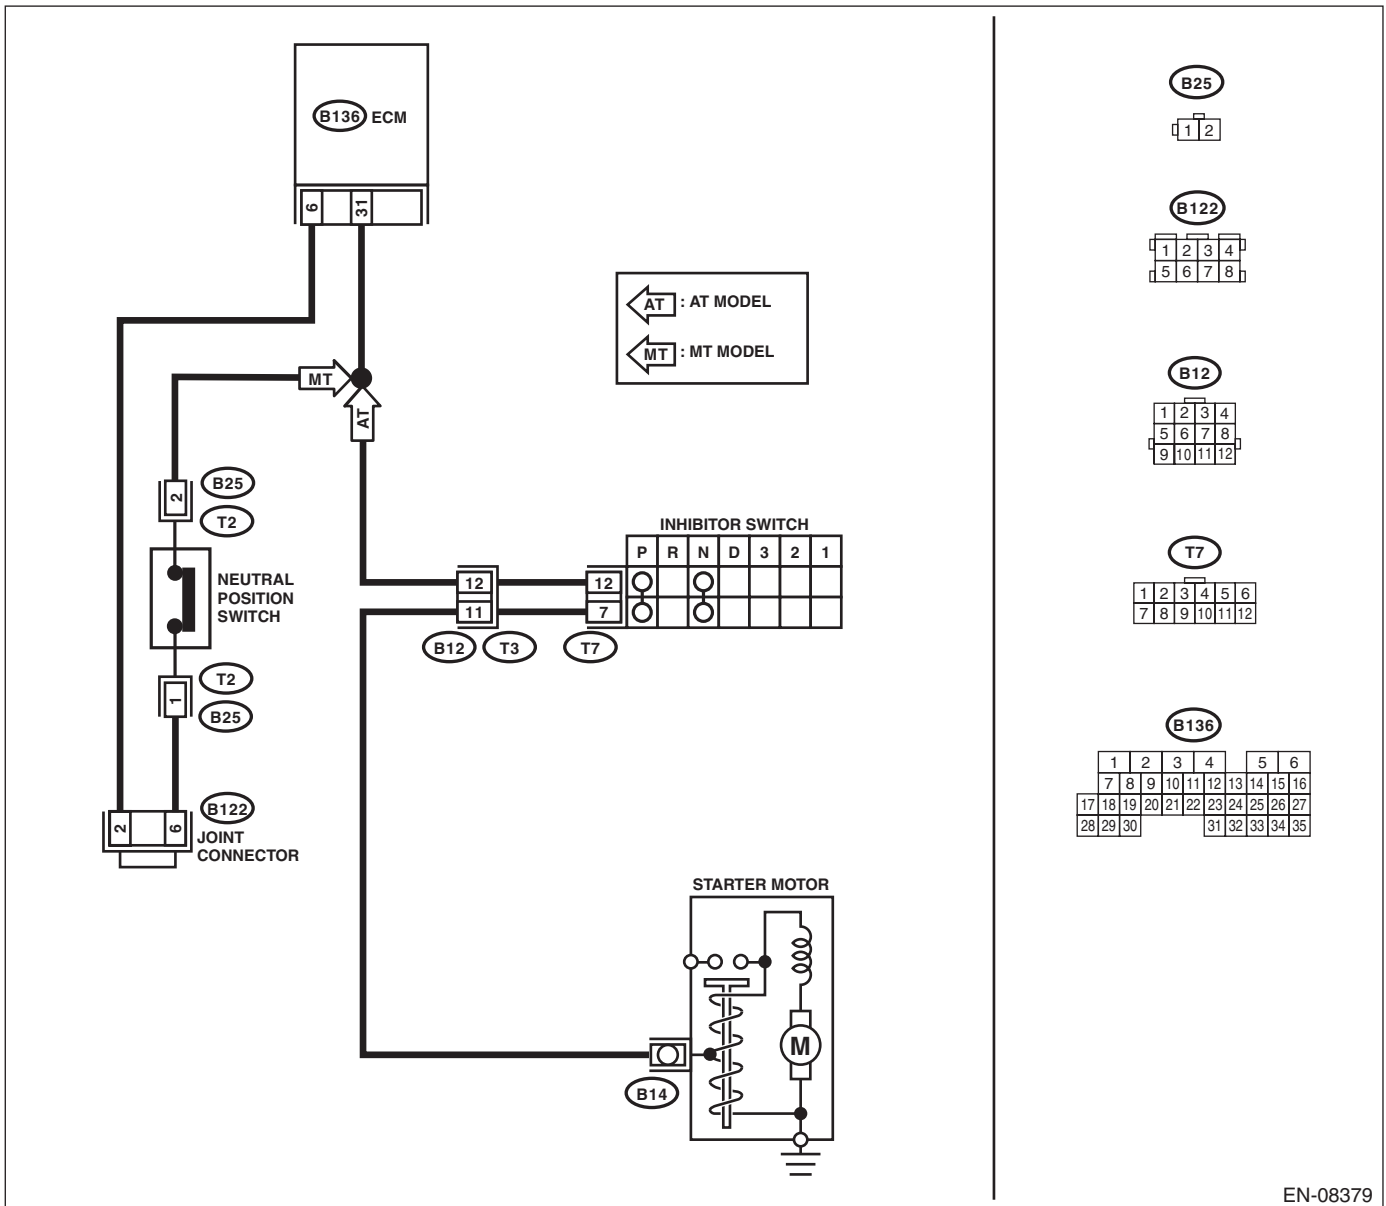 B136 ECM
6 31
AT : AT MODEL
MT : MT MODEL
MT
AT
2
B25
T2
NEUTRAL
POSITION
SWITCH
T2
1
B25
B122
2 6
JOINT
CONNECTOR
INHIBITOR SWITCH
P R N D 3 2 1
12 12
11 7
B12 T3 T7
STARTER MOTOR
M
B14
B25
1 2
B122
1 2 3 4
5 6 7 8
B12
1 2 3 4
5 6 7 8
9 10 11 12
T7
1 2 3 4 5 6
7 8 9 10 11 12
B136
1 2 3 4 5 6
7 8 9 10 11 12 13 14 15 16
17 18 19 20 21 22 23 24 25 26 27
28 29 30 31 32 33 34 35
EN-08379